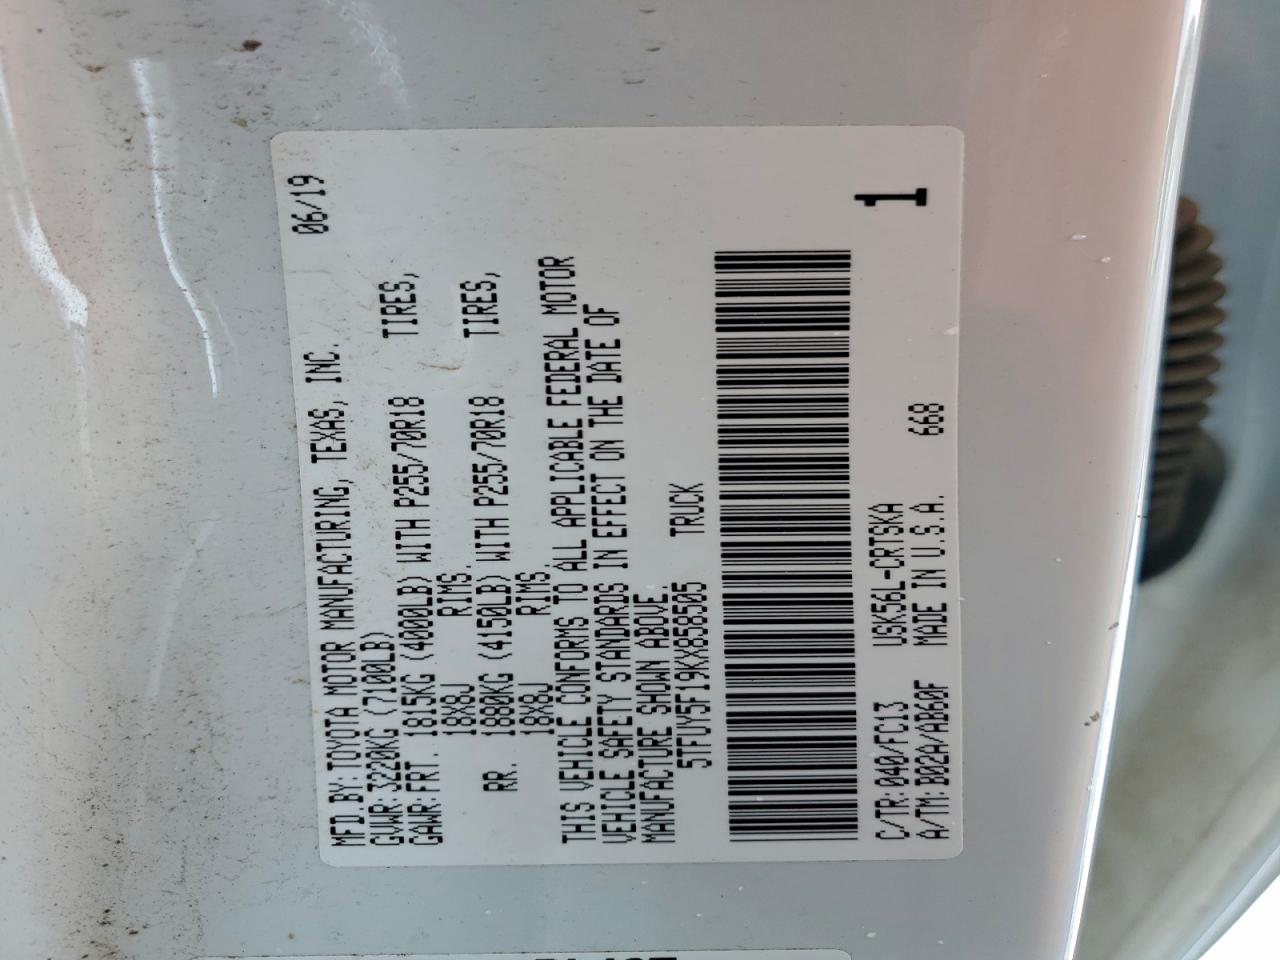 MFD.BY: TOYOTA MOTOR MANUFACTURING, TEXAS, INC. 06/19
GVWR: 3220KG (7100LB)
GAWR: FRT. 1815KG (4000LB) WITH P255/70R18 TIRES,
18X8J RIMS.
RR. 1880KG (4150LB) WITH P255/70R18 TIRES,
18X8J RIMS
THIS VEHICLE CONFORMS TO ALL APPLICABLE FEDERAL MOTOR
VEHICLE SAFETY STANDARDS IN EFFECT ON THE DATE OF
MANUFACTURE SHOWN ABOVE.
5TFUY5F19KX858505 TRUCK
C/TR: 040/FC13 USK56L-CRTSKA
A/TM: B02A/AB60F MADE IN U.S.A. 668
1